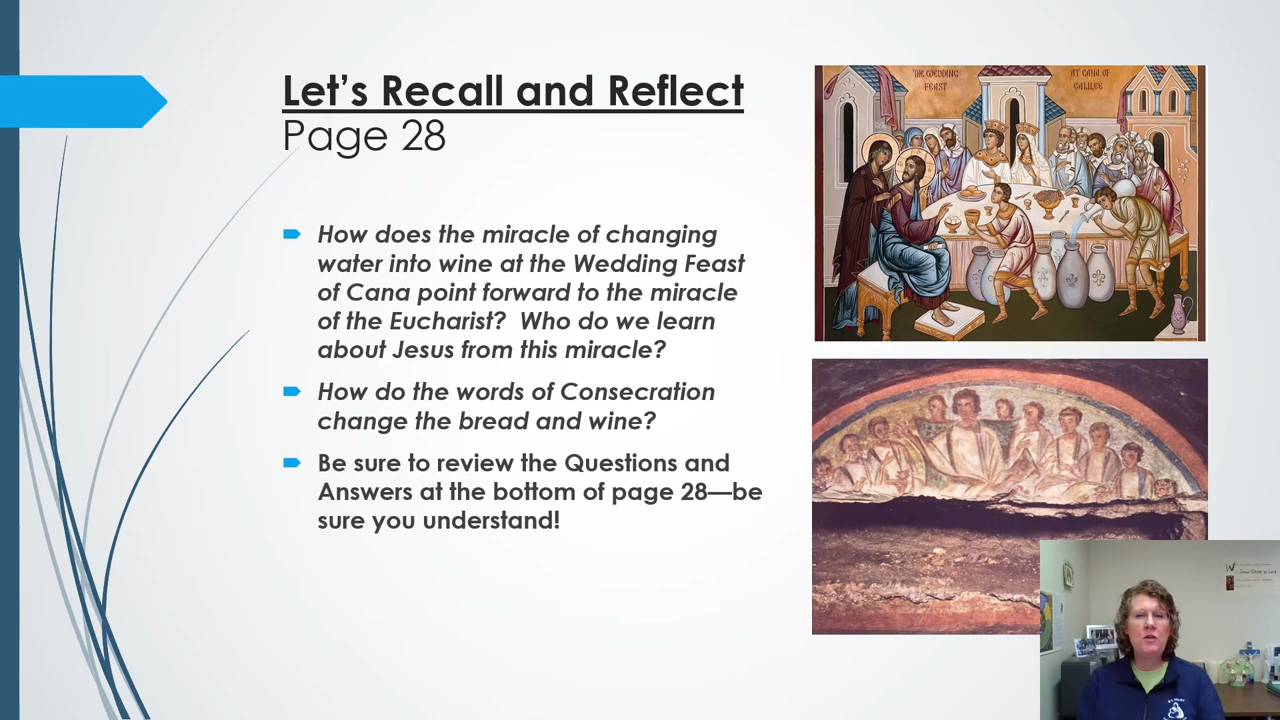 Let’s Recall and Reflect
Page 28
How does the miracle of changing
water into wine at the Wedding Feast
of Cana point forward to the miracle
of the Eucharist?  Who do we learn
about Jesus from this miracle?
How do the words of Consecration
change the bread and wine?
Be sure to review the Questions and
Answers at the bottom of page 28—be
sure you understand!
THE WEDDING
FEAST
AT CANA OF
GALILEE